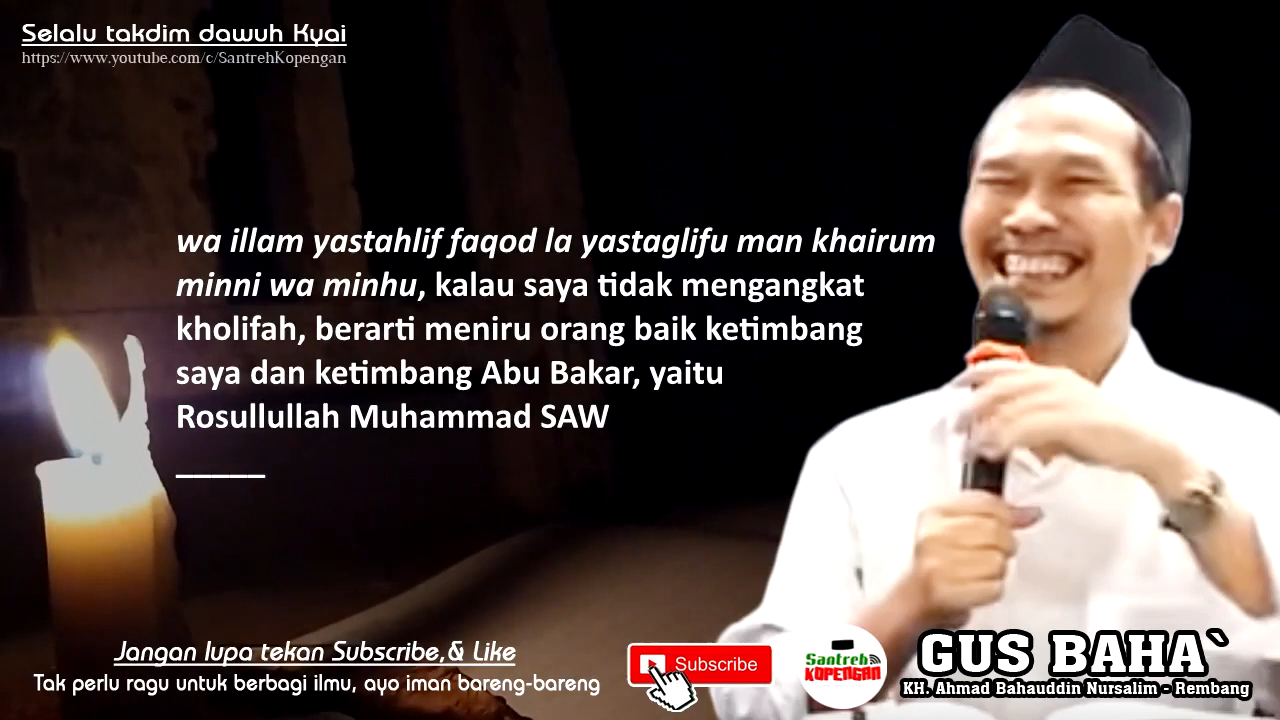 Selalu takdim dawuh Kyai
https://www.youtube.com/c/SantrehKopengan
wa illam yastahlif faqod la yastaglifu man khairum
minni wa minhu, kalau saya tidak mengangkat
kholifah, berarti meniru orang baik ketimbang
saya dan ketimbang Abu Bakar, yaitu
Rosullullah Muhammad SAW
_____
Jangan lupa tekan Subscribe,& Like
Tak perlu ragu untuk berbagi ilmu, ayo iman bareng-bareng
Subscribe
Santreh
KOPENGAN
GUS BAHA`
KH. Ahmad Bahauddin Nursalim - Rembang